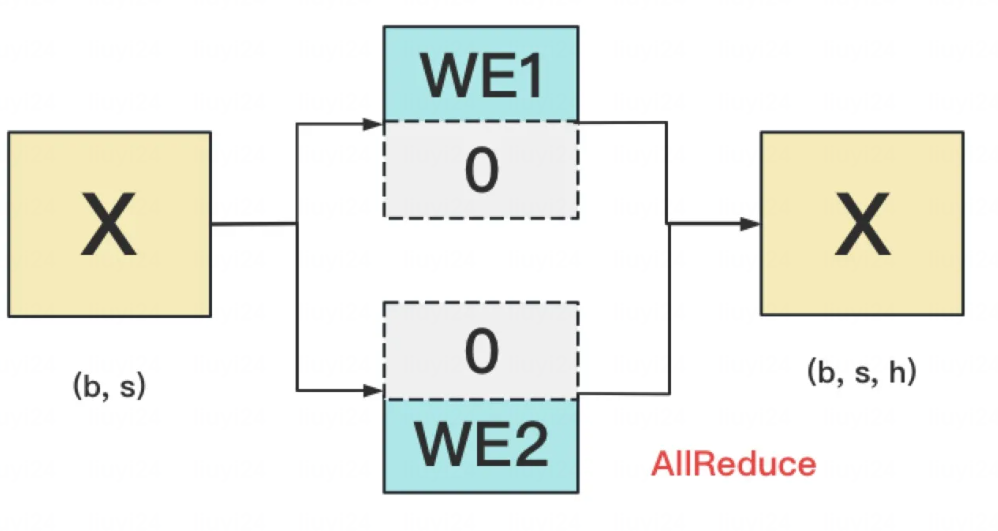 WE1
0
X
X
0
(b, s)
(b, s, h)
WE2
AllReduce